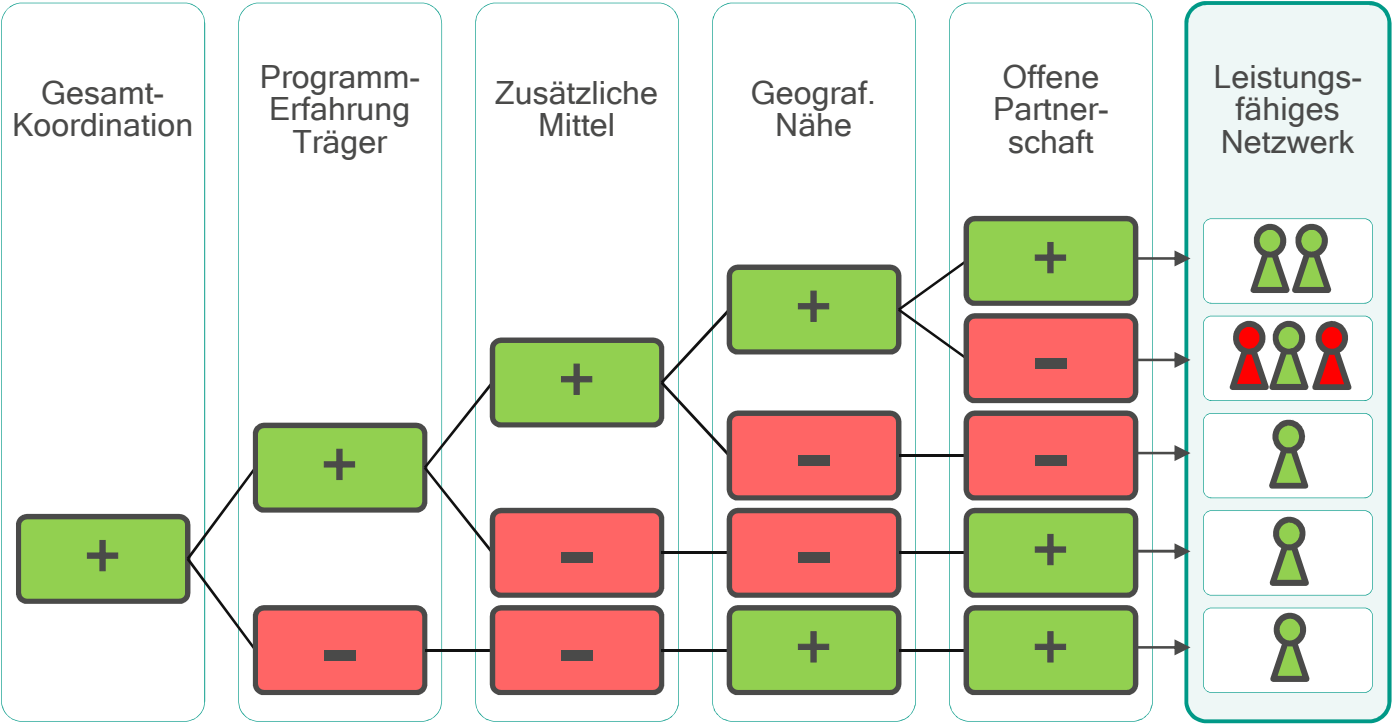 Gesamt-
Koordination
Programm-
Erfahrung
Träger
Zusätzliche
Mittel
Geograf.
Nähe
Offene
Partner-
schaft
Leistungs-
fähiges
Netzwerk
+
+
+
+
+
-
-
-
-
-
+
-
-
+
+